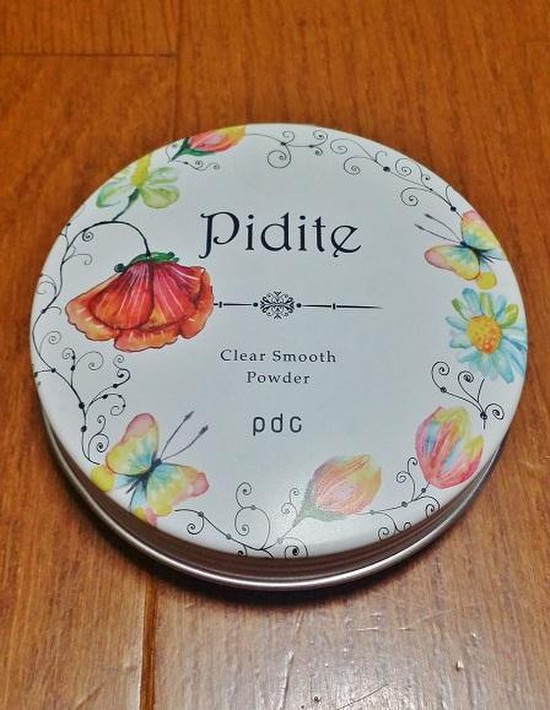 Pidite
Clear Smooth
Powder
pdc